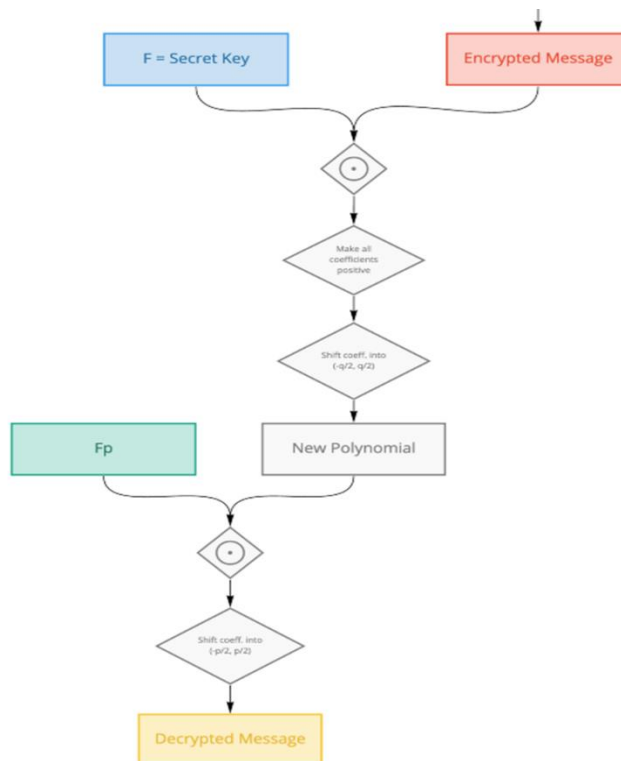 F = Secret Key
Encrypted Message
Make all
coefficients
positive
Shift coeff. into
(-q/2, q/2)
Fp
New Polynomial
Shift coeff. into
(-p/2, p/2)
Decrypted Message